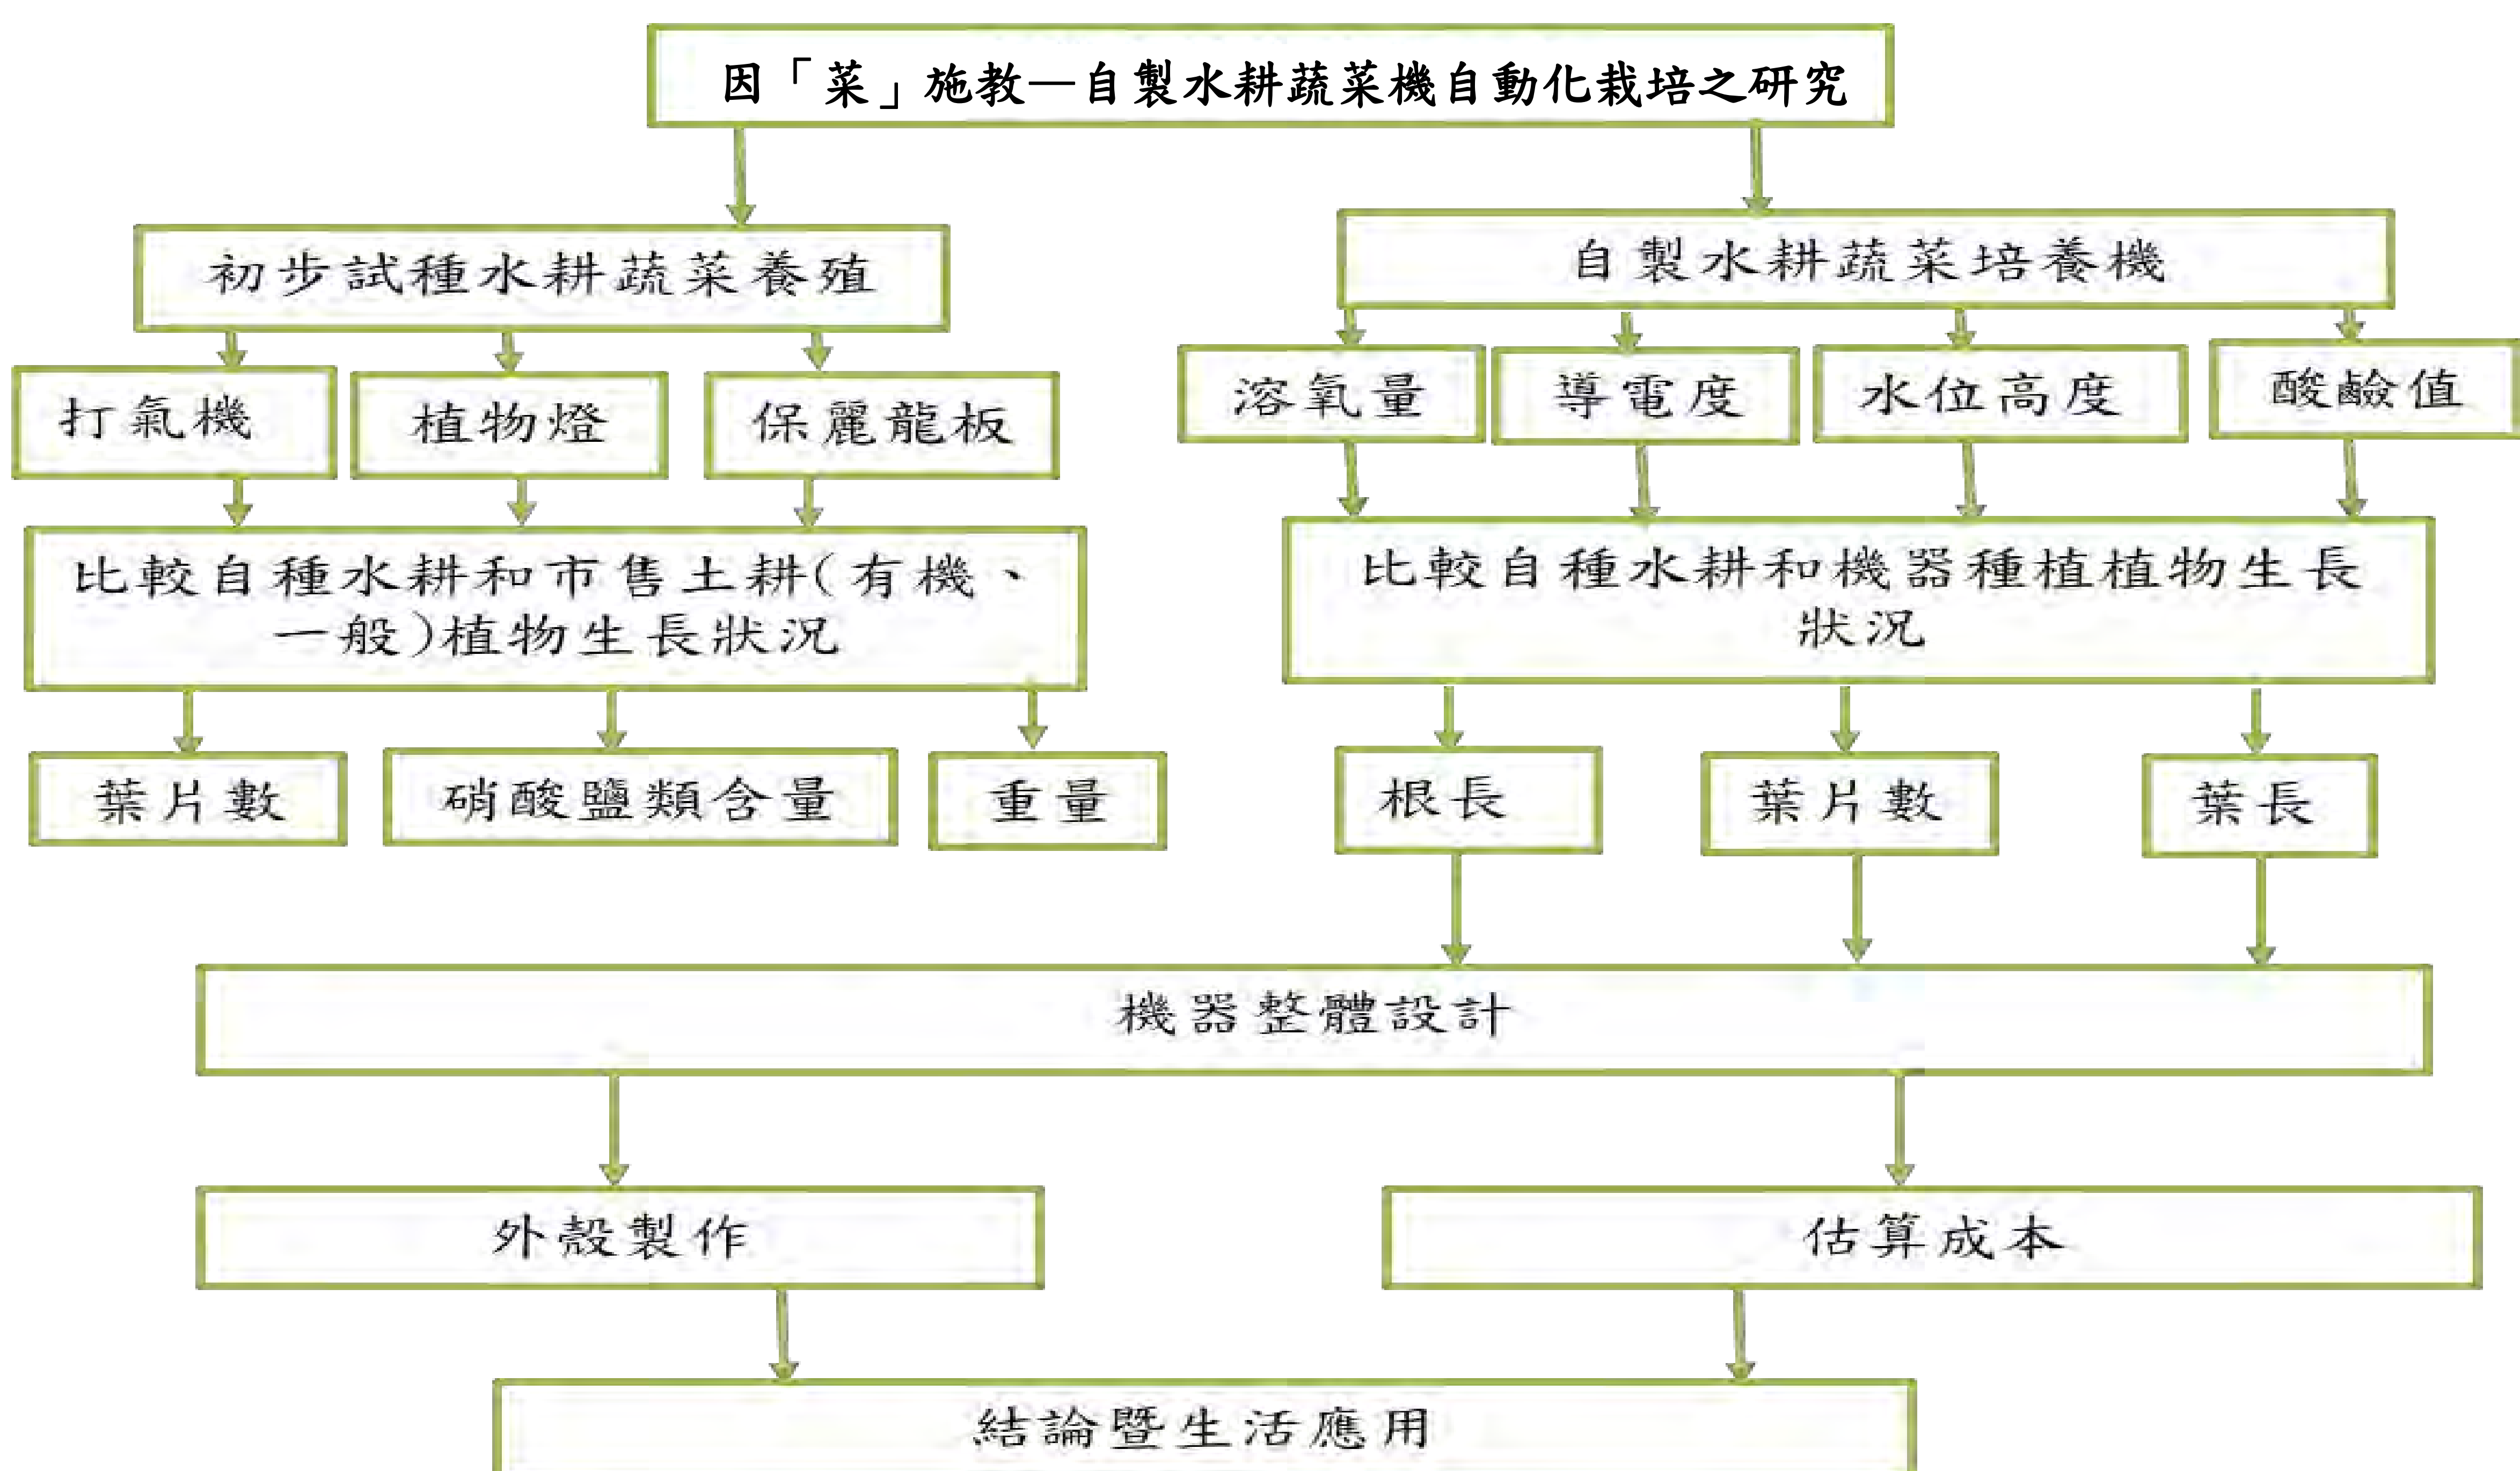 因「菜」施教—自製水耕蔬菜機自動化栽培之研究
初步試種水耕蔬菜養殖
自製水耕蔬菜培養機
打氣機
植物燈
保麗龍板
溶氧量
導電度
水位高度
酸鹼值
比較自種水耕和市售土耕(有機、
一般)植物生長狀況
比較自種水耕和機器種植植物生長
狀況
葉片數
硝酸鹽類含量
重量
根長
葉片數
葉長
機器整體設計
外殼製作
估算成本
結論暨生活應用